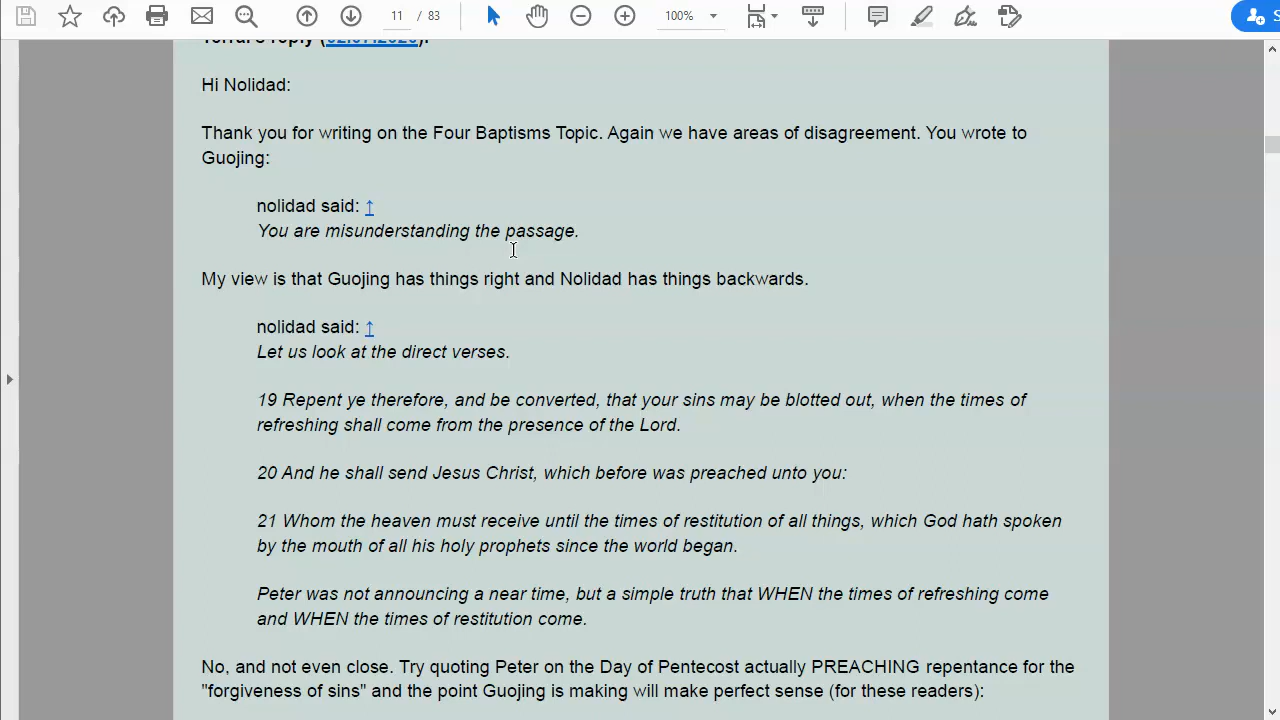 11 / 83
100%
S
Hi Nolidad:
Thank you for writing on the Four Baptisms Topic. Again we have areas of disagreement. You wrote to
Guojing:
nolidad said: ↑
You are misunderstanding the passage.
My view is that Guojing has things right and Nolidad has things backwards.
nolidad said: ↑
Let us look at the direct verses.
19 Repent ye therefore, and be converted, that your sins may be blotted out, when the times of
refreshing shall come from the presence of the Lord.
20 And he shall send Jesus Christ, which before was preached unto you:
21 Whom the heaven must receive until the times of restitution of all things, which God hath spoken
by the mouth of all his holy prophets since the world began.
Peter was not announcing a near time, but a simple truth that WHEN the times of refreshing come
and WHEN the times of restitution come.
No, and not even close. Try quoting Peter on the Day of Pentecost actually PREACHING repentance for the
"forgiveness of sins" and the point Guojing is making will make perfect sense (for these readers):